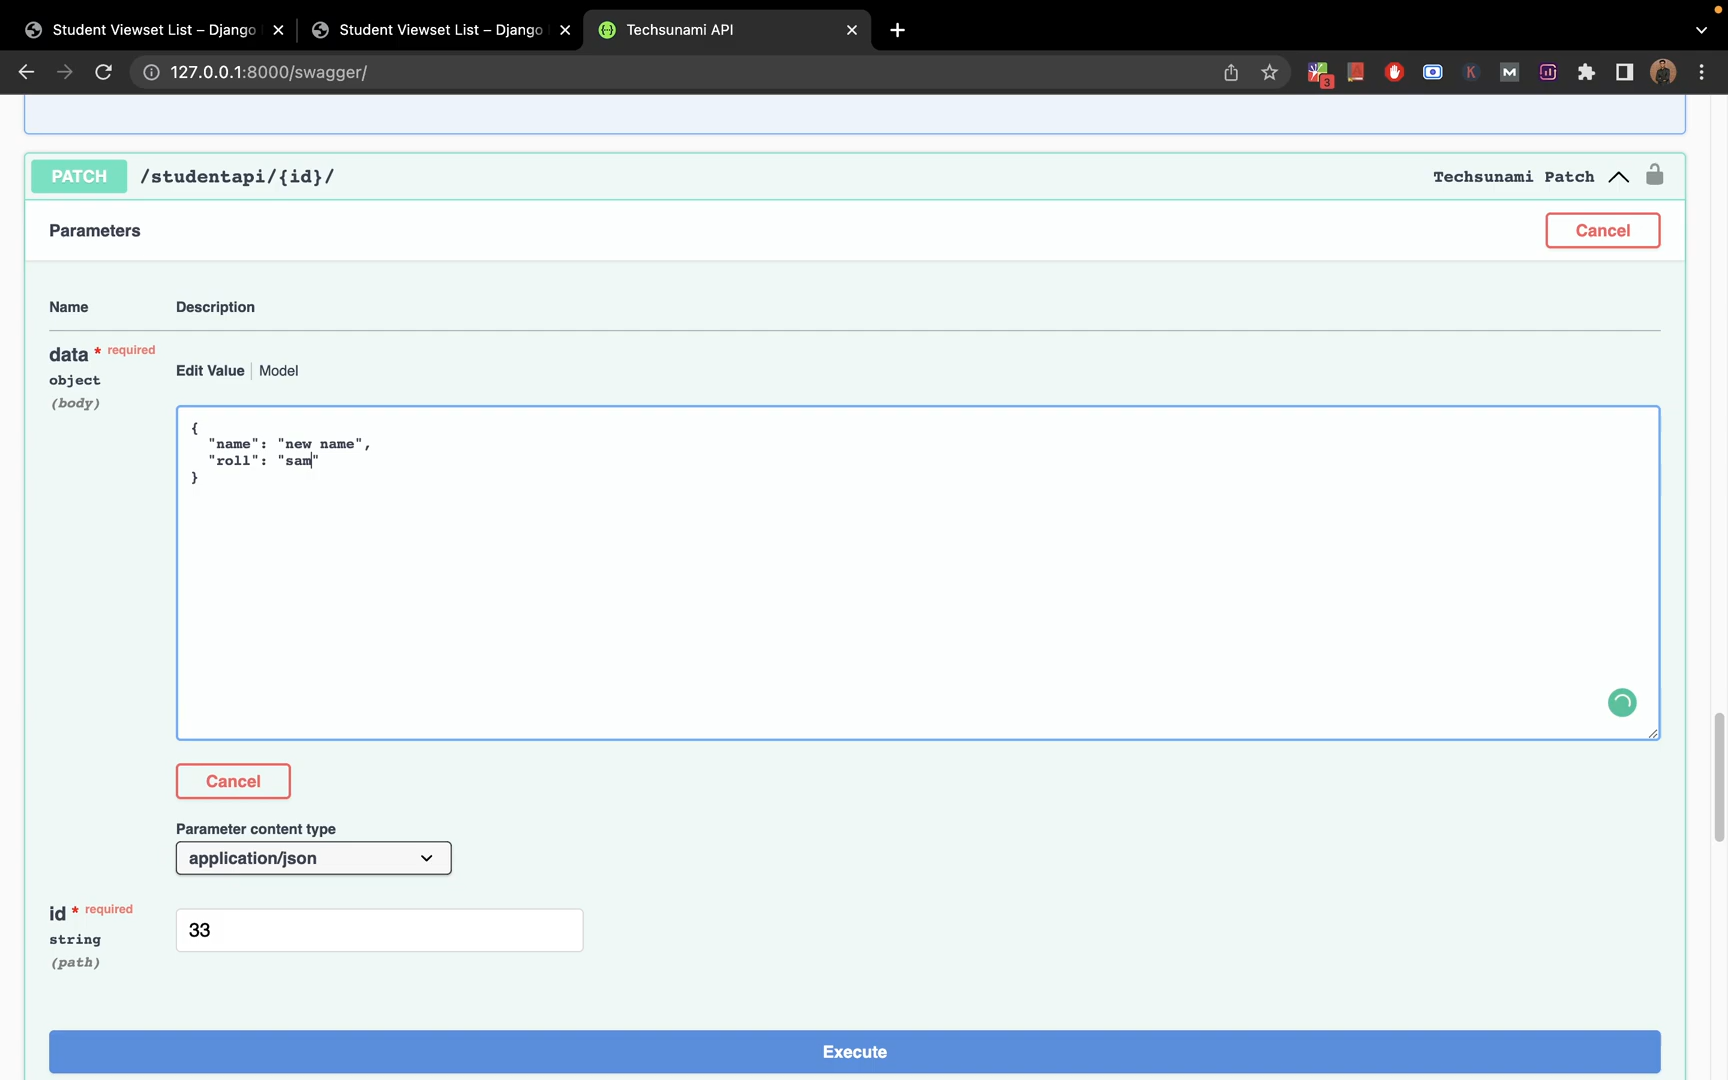 Student Viewset List – Django
Student Viewset List – Django
Techsunami API
127.0.0.1:8000/swagger/
3
K
M
PATCH /studentapi/{id}/ Techsunami Patch
Parameters Cancel
Name Description
data * required
object
(body)
Edit Value | Model
{
"name": "new name",
"roll": "sam"
}
Cancel
Parameter content type
application/json
id * required
string
(path)
33
Execute